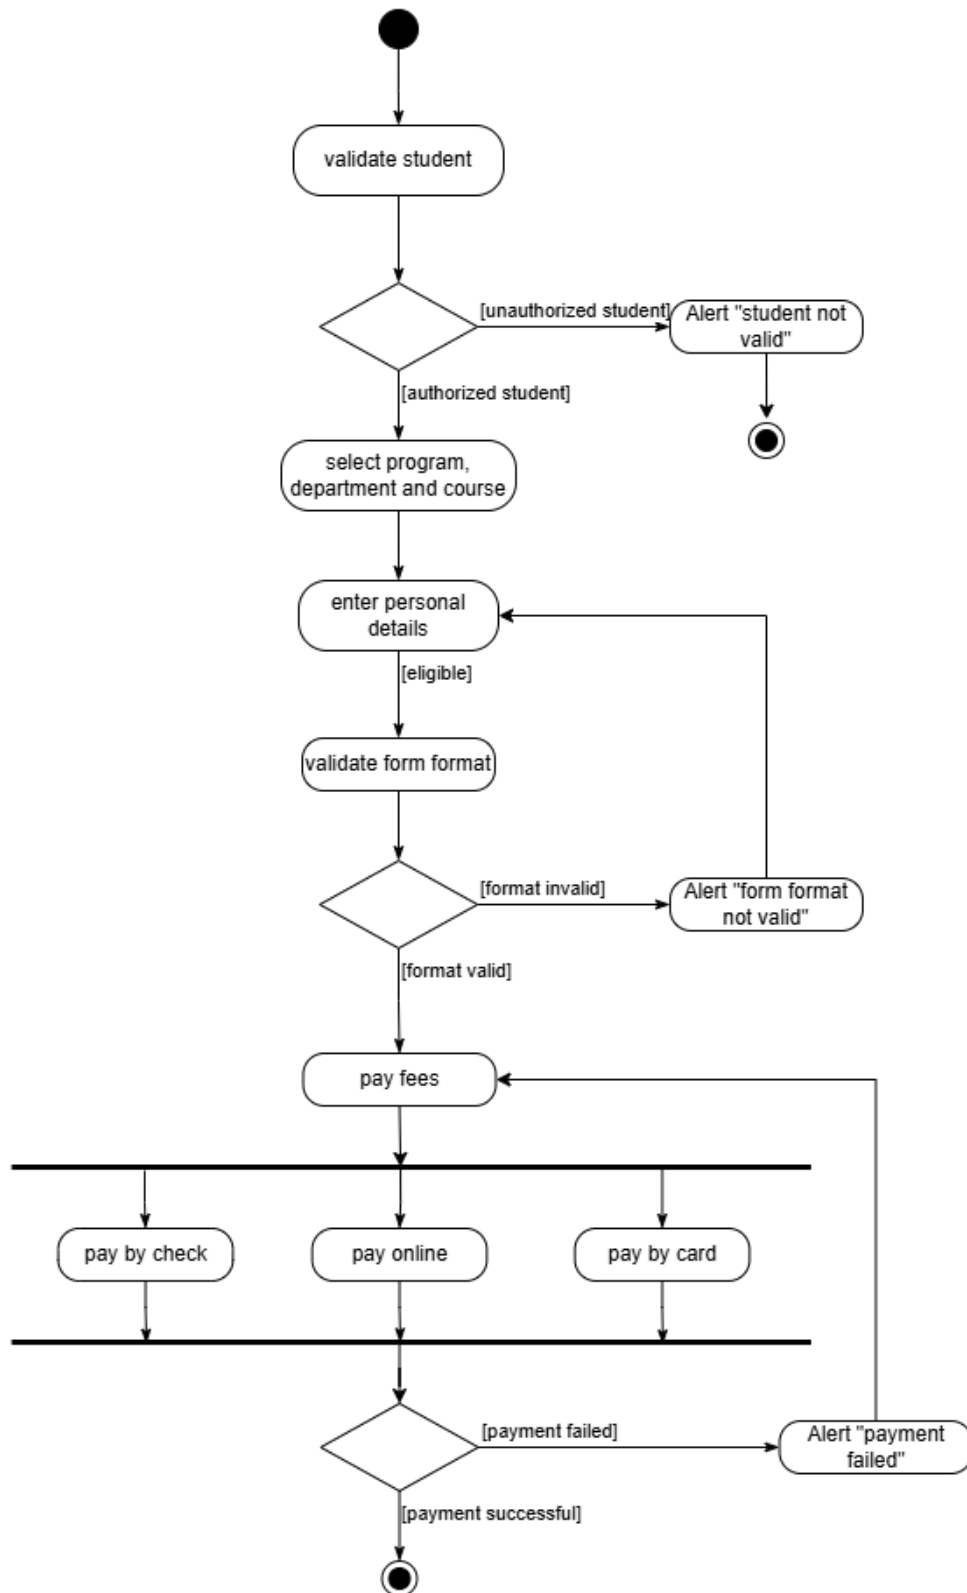 validate student
[unauthorized student]
Alert "student not
valid"
[authorized student]
select program,
department and course
enter personal
details
[eligible]
validate form format
[format invalid]
Alert "form format
not valid"
[format valid]
pay fees
pay by check
pay online
pay by card
[payment failed]
Alert "payment
failed"
[payment successful]